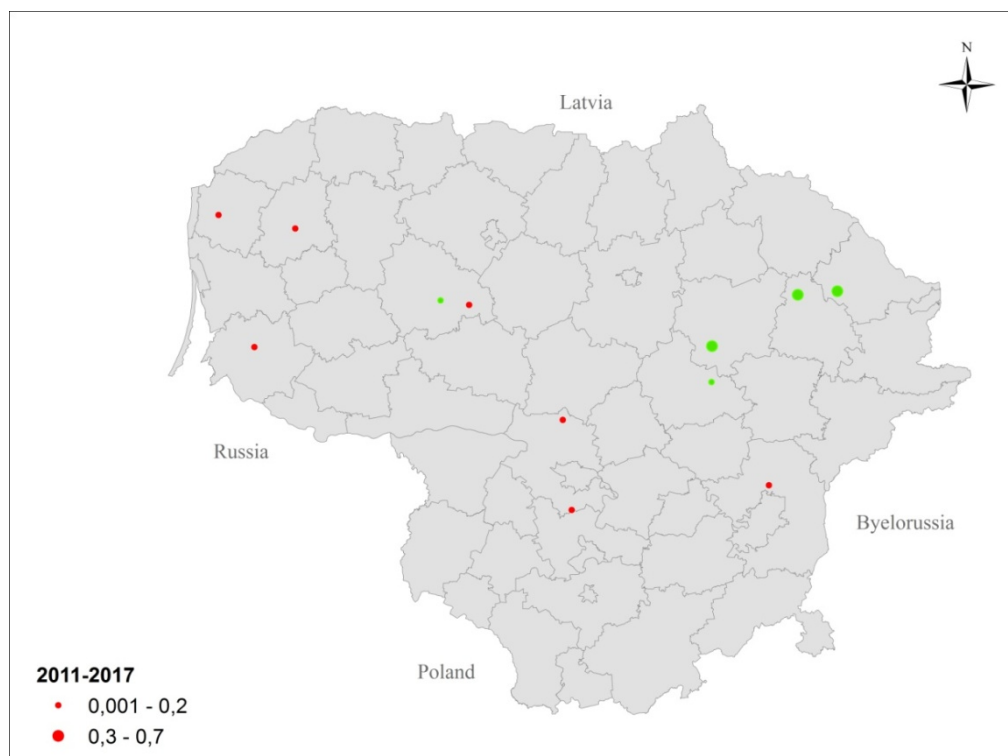 N
Latvia
Russia
Byelorussia
Poland
2011-2017
0,001 - 0,2
0,3 - 0,7